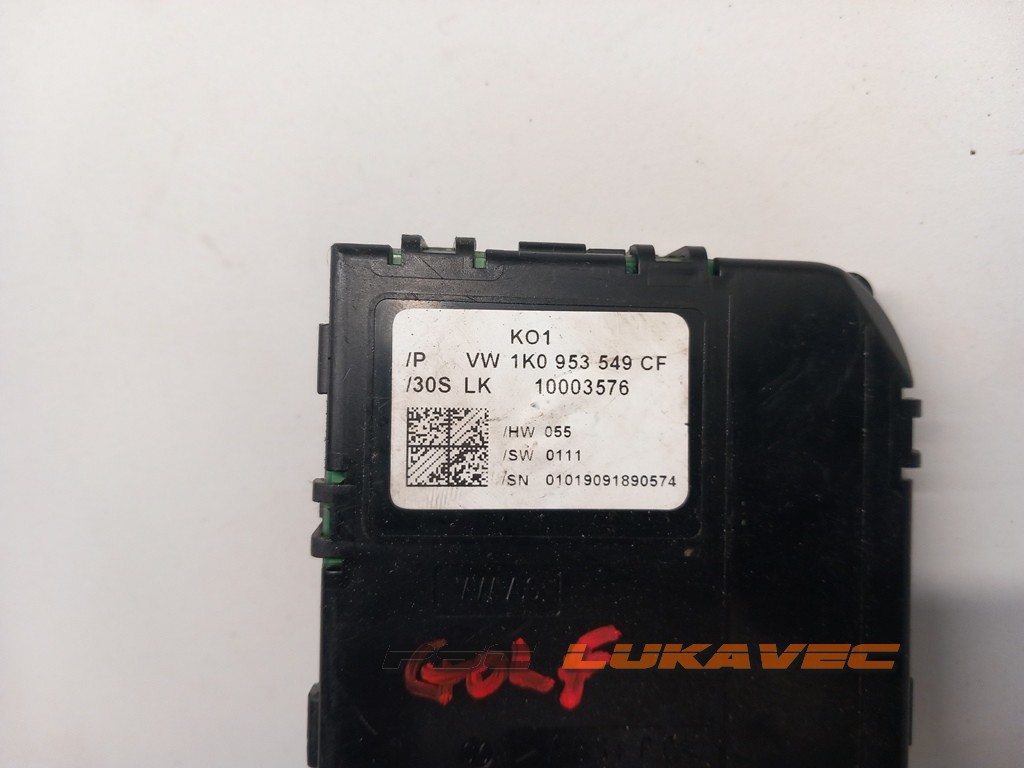 KO1
/P VW 1K0 953 549 CF
/30S LK 10003576
/HW 055
/SW 0111
/SN 01019091890574
GOLF
LUKAVEC